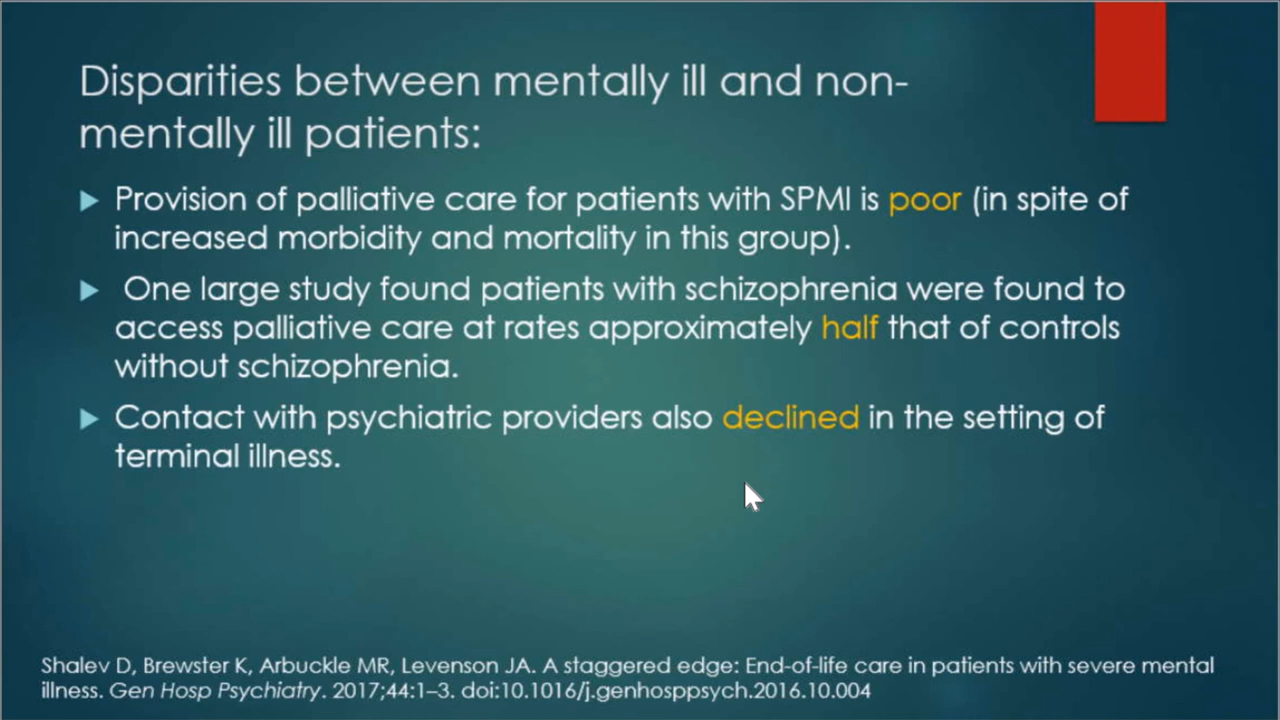 Disparities between mentally ill and non-
mentally ill patients:
Provision of palliative care for patients with SPMI is poor (in spite of
increased morbidity and mortality in this group).
One large study found patients with schizophrenia were found to
access palliative care at rates approximately half that of controls
without schizophrenia.
Contact with psychiatric providers also declined in the setting of
terminal illness.
Shalev D, Brewster K, Arbuckle MR, Levenson JA. A staggered edge: End-of-life care in patients with severe mental
illness. Gen Hosp Psychiatry. 2017;44:1–3. doi:10.1016/j.genhosppsych.2016.10.004